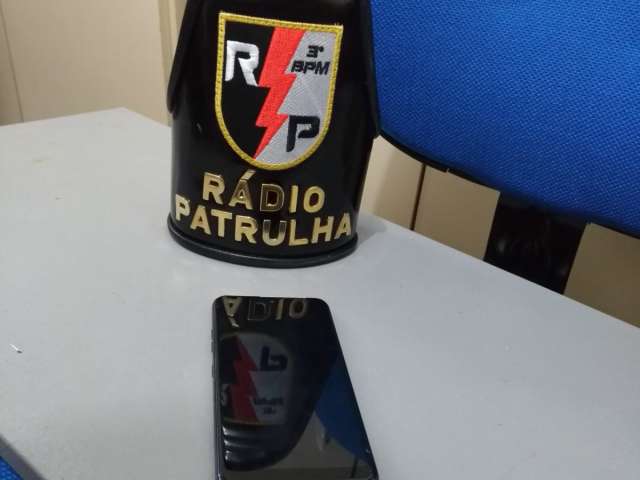 R 3º
BPM
P
RÁDIO
PATRULHA